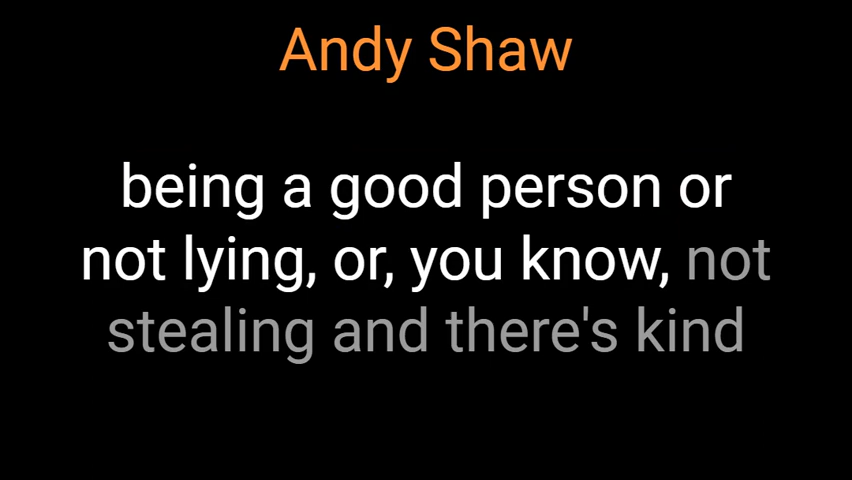 Andy Shaw
being a good person or
not lying, or, you know, not
stealing and there's kind